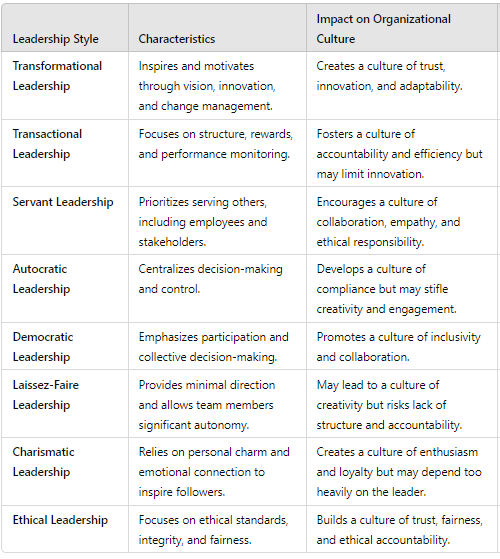 Leadership Style
Characteristics
Impact on Organizational
Culture
Transformational
Leadership
Inspires and motivates
through vision, innovation,
and change management.
Creates a culture of trust,
innovation, and adaptability.
Transactional
Leadership
Focuses on structure, rewards,
and performance monitoring.
Fosters a culture of
accountability and efficiency but
may limit innovation.
Servant Leadership
Prioritizes serving others,
including employees and
stakeholders.
Encourages a culture of
collaboration, empathy, and
ethical responsibility.
Autocratic
Leadership
Centralizes decision-making
and control.
Develops a culture of
compliance but may stifle
creativity and engagement.
Democratic
Leadership
Emphasizes participation and
collective decision-making.
Promotes a culture of inclusivity
and collaboration.
Laissez-Faire
Leadership
Provides minimal direction
and allows team members
significant autonomy.
May lead to a culture of
creativity but risks lack of
structure and accountability.
Charismatic
Leadership
Relies on personal charm and
emotional connection to
inspire followers.
Creates a culture of enthusiasm
and loyalty but may depend too
heavily on the leader.
Ethical Leadership
Focuses on ethical standards,
integrity, and fairness.
Builds a culture of trust, fairness,
and ethical accountability.